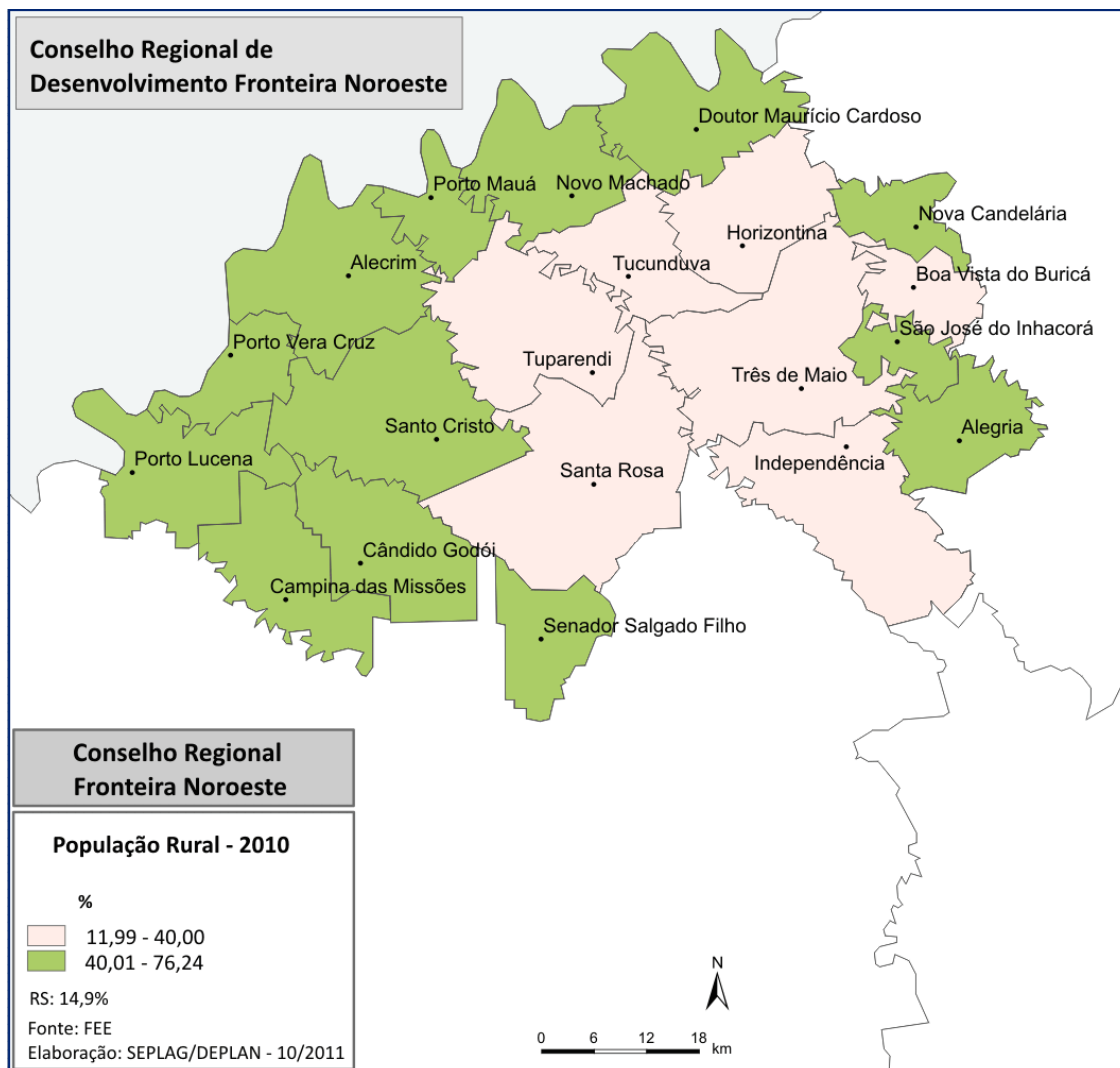 Conselho Regional de
Desenvolvimento Fronteira Noroeste
Doutor Maurício Cardoso
Porto Mauá
Novo Machado
Nova Candelária
Horizontina
Alecrim
Tucunduva
Boa Vista do Buricá
São José do Inhacorá
Porto Vera Cruz
Tuparendi
Três de Maio
Santo Cristo
Alegria
Porto Lucena
Santa Rosa
Independência
Cândido Godói
Campina das Missões
Senador Salgado Filho
Conselho Regional
Fronteira Noroeste
População Rural - 2010
%
11,99 - 40,00
40,01 - 76,24
RS: 14,9%
Fonte: FEE
Elaboração: SEPLAG/DEPLAN - 10/2011
N
0 6 12 18
km